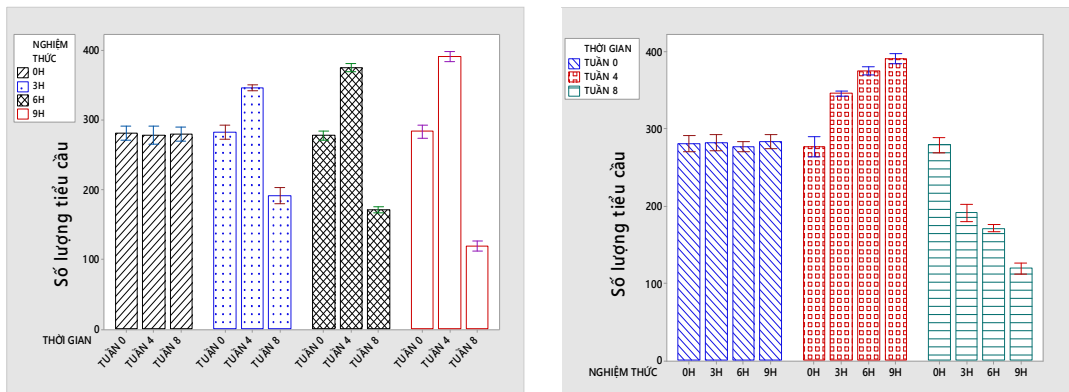 NGHIỆM
THỨC
0H
3H
6H
9H
Số lượng tiểu cầu
400
300
200
100
0
THỜI GIAN
TUẦN 0 TUẦN 4 TUẦN 8 TUẦN 0 TUẦN 4 TUẦN 8 TUẦN 0 TUẦN 4 TUẦN 8 TUẦN 0 TUẦN 4 TUẦN 8
THỜI GIAN
TUẦN 0
TUẦN 4
TUẦN 8
Số lượng tiểu cầu
400
300
200
100
0
NGHIỆM THỨC 0H 3H 6H 9H 0H 3H 6H 9H 0H 3H 6H 9H